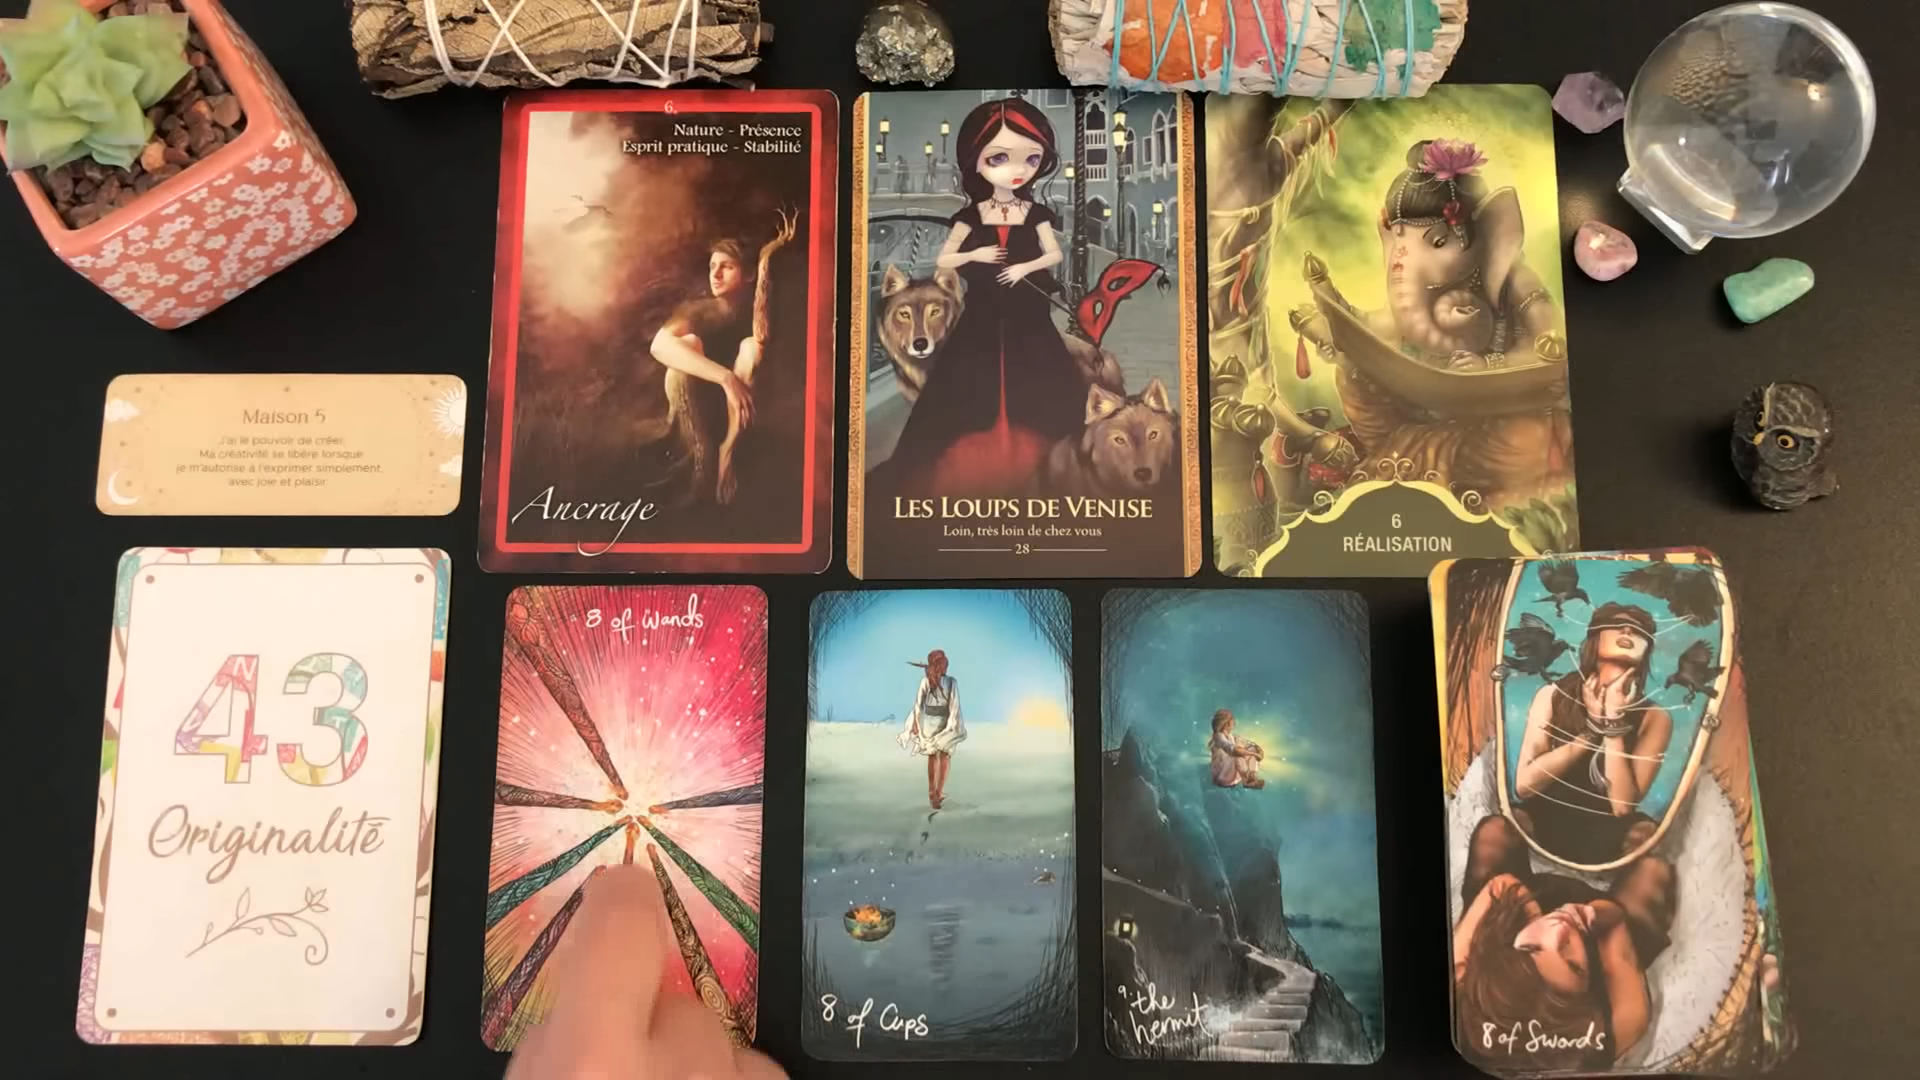 6.
Nature - Présence
Esprit pratique - Stabilité
Ancrage
LES LOUPS DE VENISE
Loin, très loin de chez vous
28
6
RÉALISATION
Maison 5
J'ai le pouvoir de créer.
Ma créativité se libère lorsque
je m'autorise à l'exprimer simplement,
avec joie et plaisir
43
Originalité
8 of Wands
8 of Cups
9. the
hermit
8 of Swords